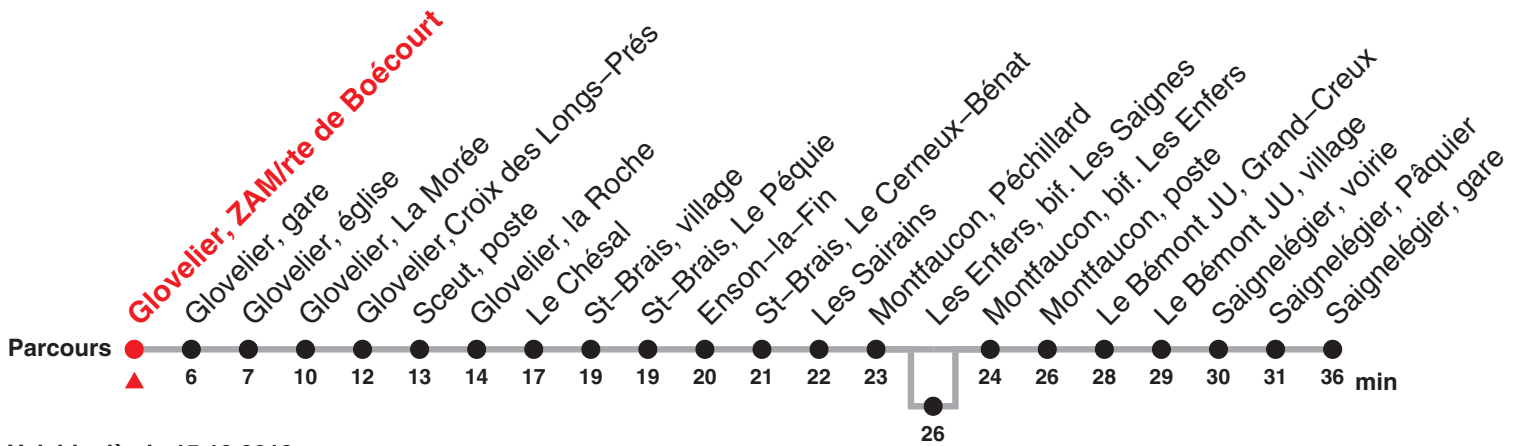 Glovelier, ZAM/rte de Boécourt
Glovelier, gare
Glovelier, église
Glovelier, La Morée
Glovelier, Croix des Longs–Prés
Sceut, poste
Glovelier, la Roche
Le Chésal
St–Brais, village
St–Brais, Le Péquie
Enson–la–Fin
St–Brais, Le Cerneux–Bénat
Les Sairains
Montfaucon, Péchillard
Les Enfers, bif. Les Saignes
Montfaucon, bif. Les Enfers
Montfaucon, poste
Le Bémont JU, Grand–Creux
Le Bémont JU, village
Saignelégier, voirie
Saignelégier, Pâquier
Saignelégier, gare
Parcours
6 7 10 12 13 14 17 19 19 20 21 22 23 24 26 28 29 30 31 36 min
26